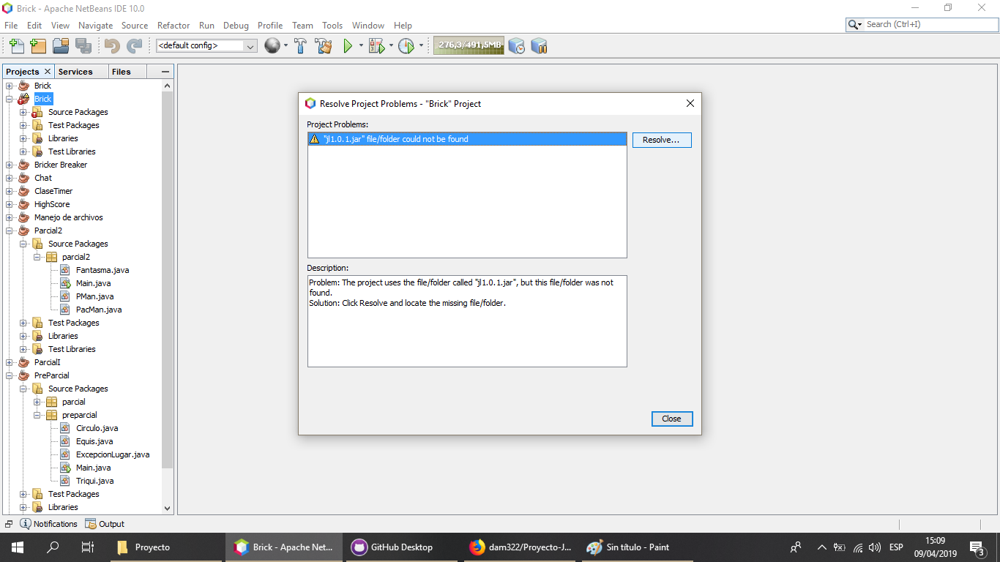 Brick - Apache NetBeans IDE 10.0
File Edit View Navigate Source Refactor Run Debug Profile Team Tools Window Help
Search (Ctrl+I)
<default config>
276,3/491,5MB
Projects Services Files
Brick
Brick
Source Packages
Test Packages
Libraries
Test Libraries
Bricker Breaker
Chat
ClaseTimer
HighScore
Manejo de archivos
Parcial2
Source Packages
parcial2
Fantasma.java
Main.java
PMan.java
PacMan.java
Test Packages
Libraries
Test Libraries
ParcialI
PreParcial
Source Packages
parcial
preparcial
Circulo.java
Equis.java
ExcepcionLugar.java
Main.java
Triqui.java
Test Packages
Libraries
Resolve Project Problems - "Brick" Project
Project Problems:
"jl1.0.1.jar" file/folder could not be found
Resolve...
Description:
Problem: The project uses the file/folder called "jl1.0.1.jar", but this file/folder was not
found.
Solution: Click Resolve and locate the missing file/folder.
Close
Notifications Output
Proyecto
Brick - Apache Net...
GitHub Desktop
dam322/Proyecto-J...
Sin título - Paint
ESP
15:09
09/04/2019
3